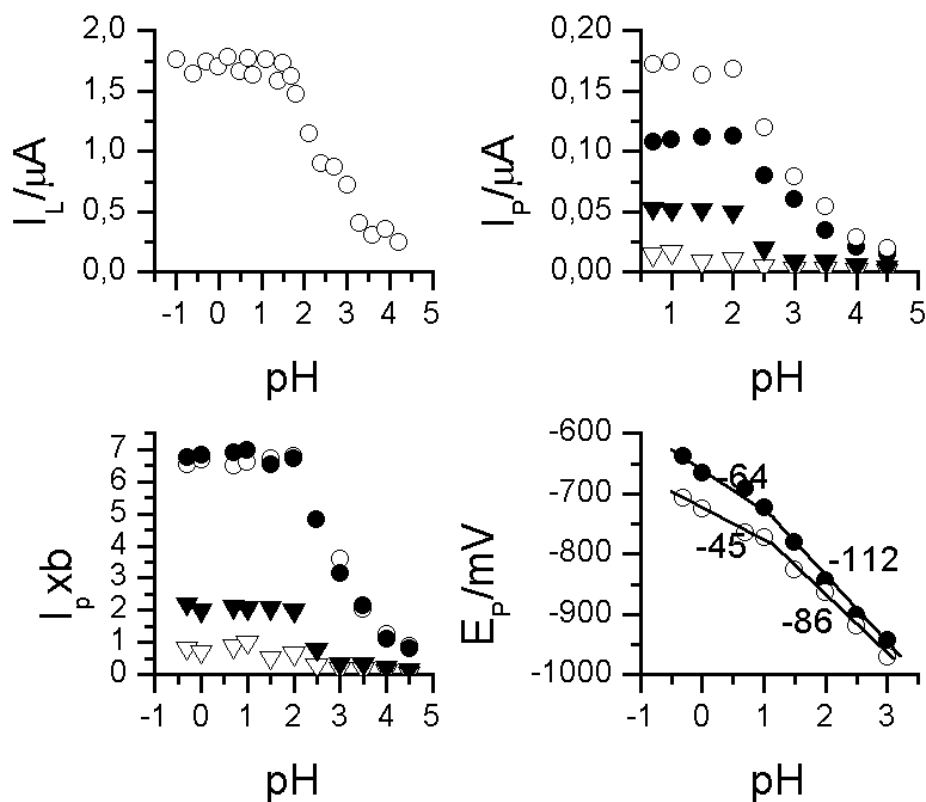 2,0
1,5
1,0
0,5
0,0
I_L/μA
-1 0 1 2 3 4 5
pH
0,20
0,15
0,10
0,05
0,00
I_P/μA
1 2 3 4 5
pH
7
6
5
4
3
2
1
0
I_pxb
-1 0 1 2 3 4 5
pH
-600
-700
-800
-900
-1000
E_P/mV
-64
-45
-112
-86
-1 0 1 2 3
pH